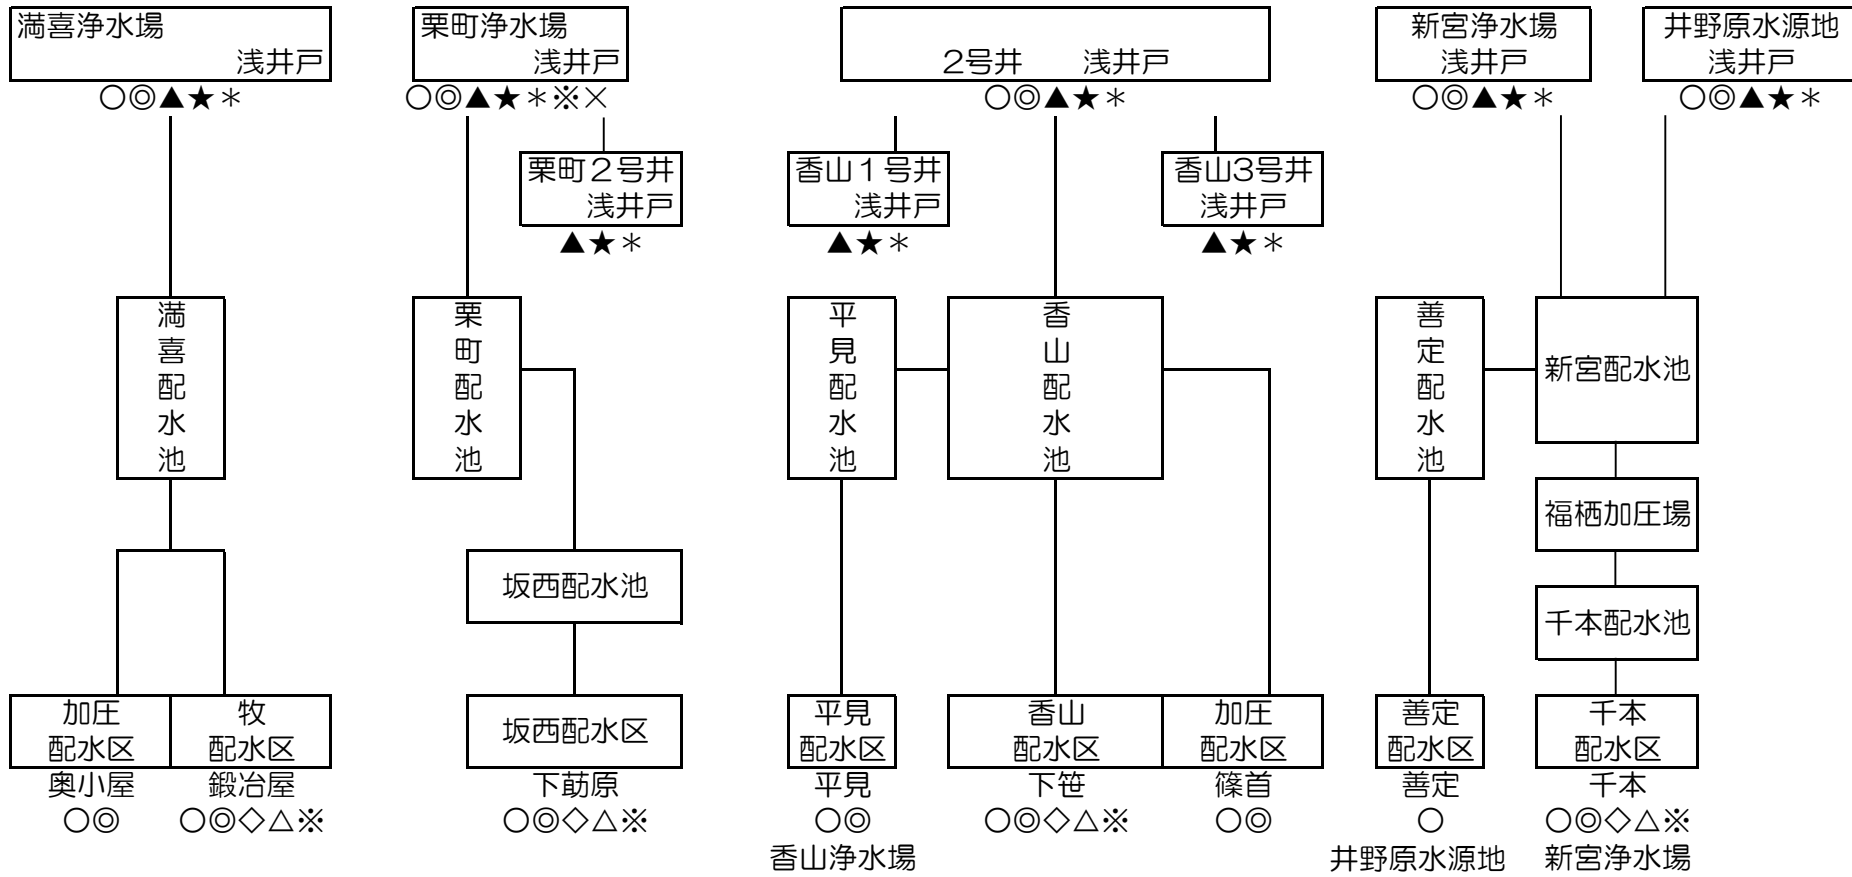 満喜浄水場
浅井戸
○◎▲★＊
栗町浄水場
浅井戸
○◎▲★＊※×
2号井　浅井戸
○◎▲★＊
新宮浄水場
浅井戸
○◎▲★＊
井野原水源地
浅井戸
○◎▲★＊
栗町２号井
浅井戸
▲★＊
香山１号井
浅井戸
▲★＊
香山3号井
浅井戸
▲★＊
満喜配水池
栗町配水池
平見配水池
香山配水池
善定配水池
新宮配水池
福栖加圧場
坂西配水池
千本配水池
加圧
配水区
奥小屋
○◎
牧
配水区
鍛冶屋
○◎◇△※
坂西配水区
下莇原
○◎◇△※
平見
配水区
平見
○◎
香山浄水場
香山
配水区
下笹
○◎◇△※
加圧
配水区
篠首
○◎
善定
配水区
善定
○
井野原水源地
千本
配水区
千本
○◎◇△※
新宮浄水場